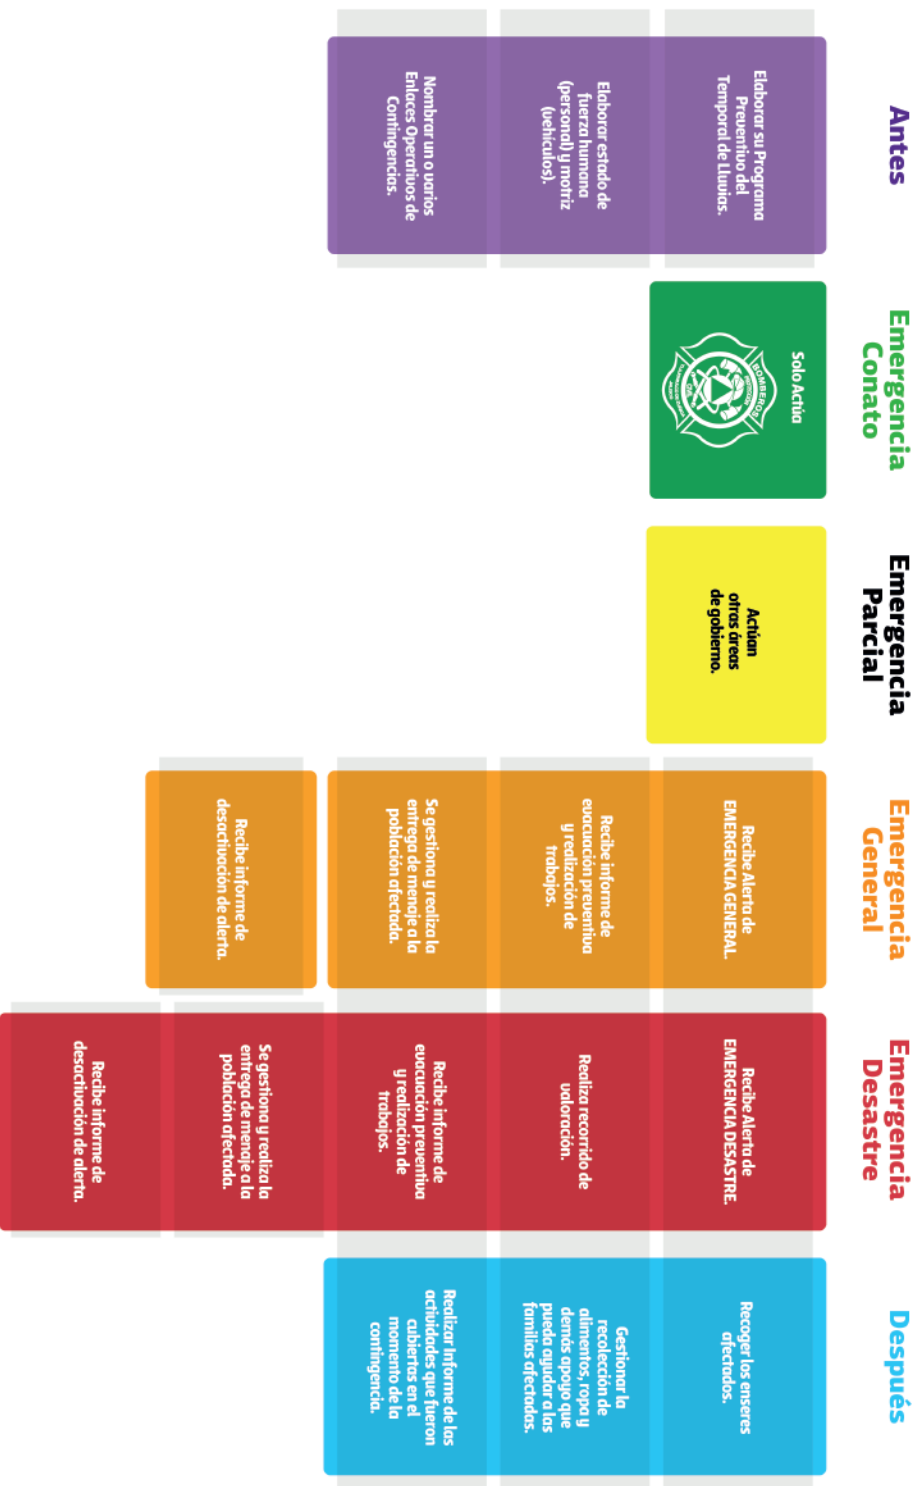 Antes
Elaborar su Programa
Preventivo del
Temporal de Lluvias.
Elaborar estado de
fuerza humana
(personal) y motriz
(vehículos).
Nombrar un o varios
Enlaces Operativos de
Contingencias.
Emergencia
Conato
Solo Actúa
BOMBEROS
Emergencia
Parcial
Actúan
otras áreas
de gobierno.
Emergencia
General
Recibe Alerta de
EMERGENCIA GENERAL.
Recibe informe de
evacuación preventiva
y realización de
trabajos.
Se gestiona y realiza la
entrega de menaje a la
población afectada.
Recibe informe de
desactivación de alerta.
Emergencia
Desastre
Recibe Alerta de
EMERGENCIA DESASTRE.
Realiza recorrido de
valoración.
Recibe informe de
evacuación preventiva
y realización de
trabajos.
Se gestiona y realiza la
entrega de menaje a la
población afectada.
Recibe informe de
desactivación de alerta.
Después
Recoger los enseres
afectados.
Gestionar la
recolección de
alimentos, ropa y
demás apoyo que
pueda ayudar a las
familias afectadas.
Realizar Informe de las
actividades que fueron
cubiertas en el
momento de la
contingencia.